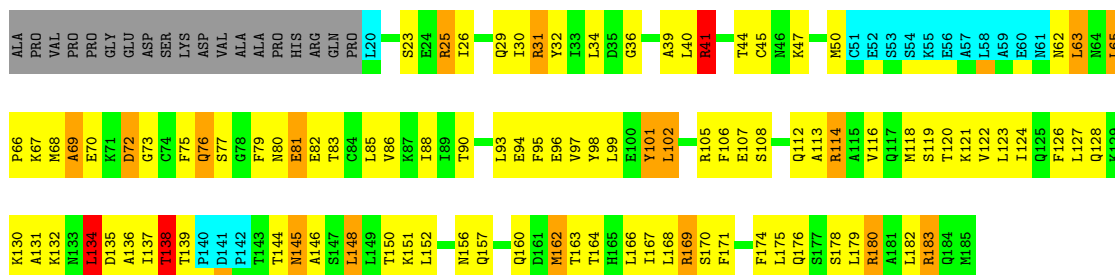 ALA PRO VAL PRO PRO GLY GLU ASP SER LYS ASP VAL ALA ALA PRO HIS ARG GLN PRO L20 S23 E24 R25 I26 Q29 I30 R31 Y32 I33 L34 D35 G36 A39 L40 R41 T44 C45 N46 K47 M50 C51 E52 S53 S54 K55 E56 A57 L58 A59 E60 N61 N62 L63 N64 L65
P66 K67 M68 A69 E70 K71 D72 G73 C74 F75 Q76 S77 G78 F79 N80 E81 E82 T83 C84 L85 V86 K87 I88 I89 T90 L93 E94 F95 E96 V97 Y98 L99 E100 Y101 L102 R105 F106 E107 S108 Q112 A113 R114 A115 V116 Q117 M118 S119 T120 K121 V122 L123 I124 Q125 F126 L127 Q128 K129
K130 A131 K132 N133 L134 D135 A136 I137 T138 T139 P140 D141 P142 T143 T144 N145 A146 S147 L148 L149 T150 K151 L152 N156 Q157 Q160 D161 M162 T163 T164 H165 L166 I167 L168 R169 S170 F171 F174 L175 Q176 S177 S178 L179 R180 A181 L182 R183 Q184 M185